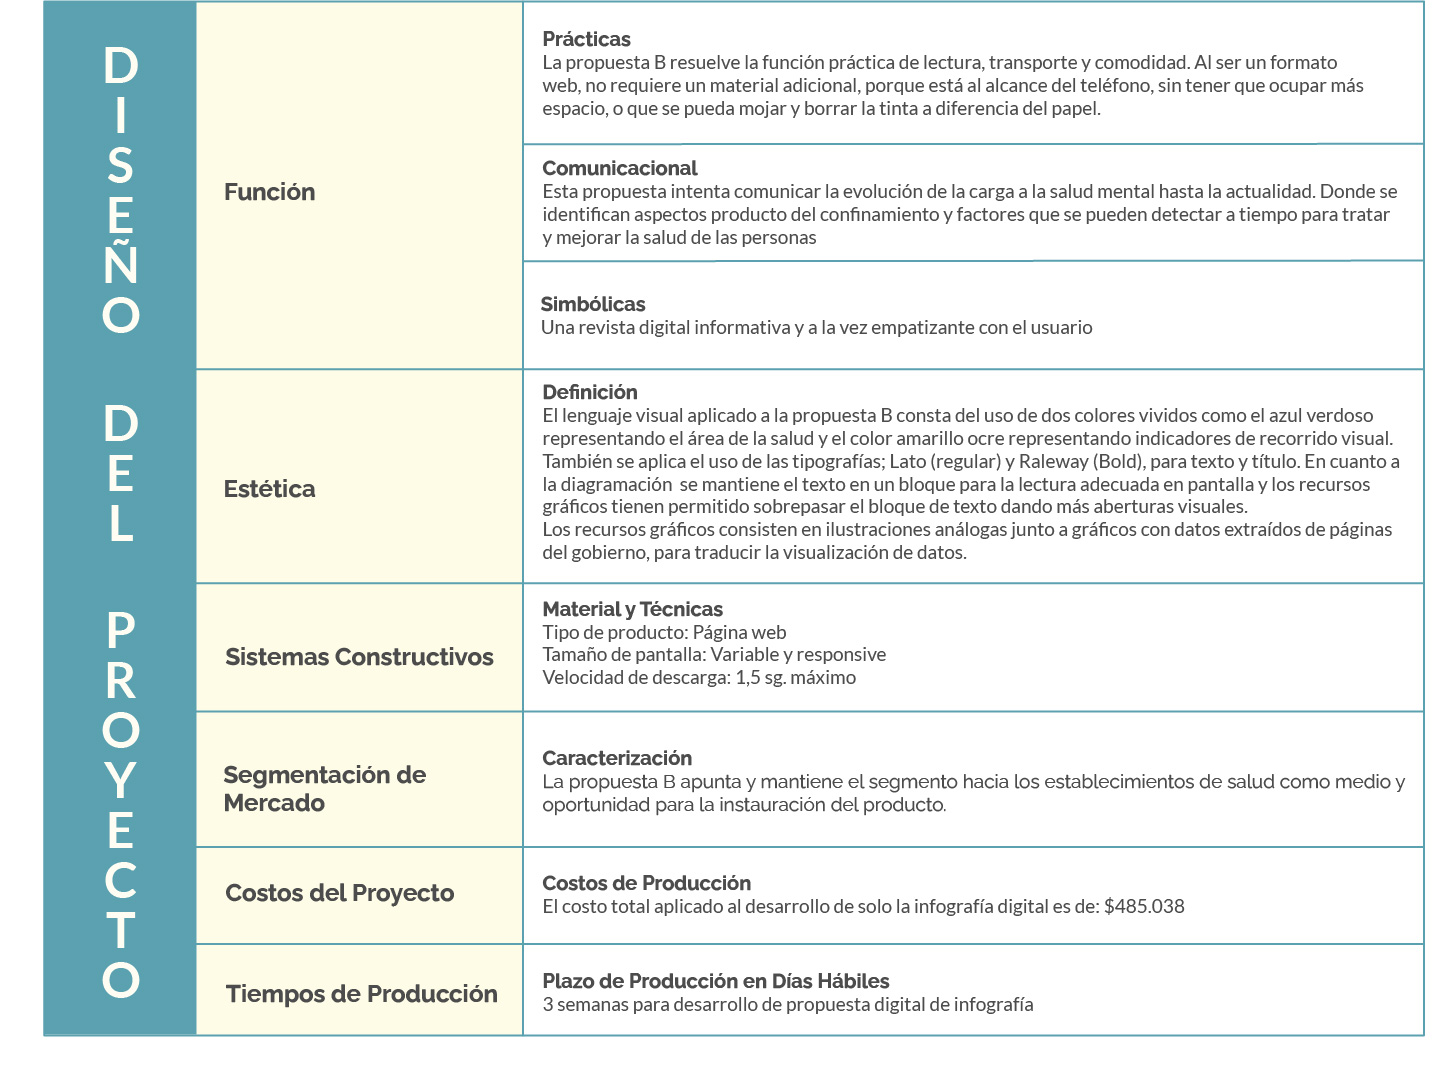 DISEÑO DEL PROYECTO
Función
Prácticas
La propuesta B resuelve la función práctica de lectura, transporte y comodidad. Al ser un formato
web, no requiere un material adicional, porque está al alcance del teléfono, sin tener que ocupar más
espacio, o que se pueda mojar y borrar la tinta a diferencia del papel.
Comunicacional
Esta propuesta intenta comunicar la evolución de la carga a la salud mental hasta la actualidad. Donde se
identifican aspectos producto del confinamiento y factores que se pueden detectar a tiempo para tratar
y mejorar la salud de las personas
Simbólicas
Una revista digital informativa y a la vez empatizante con el usuario
Estética
Definición
El lenguaje visual aplicado a la propuesta B consta del uso de dos colores vividos como el azul verdoso
representando el área de la salud y el color amarillo ocre representando indicadores de recorrido visual.
También se aplica el uso de las tipografías; Lato (regular) y Raleway (Bold), para texto y título. En cuanto a
la diagramación se mantiene el texto en un bloque para la lectura adecuada en pantalla y los recursos
gráficos tienen permitido sobrepasar el bloque de texto dando más aberturas visuales.
Los recursos gráficos consisten en ilustraciones análogas junto a gráficos con datos extraídos de páginas
del gobierno, para traducir la visualización de datos.
Sistemas Constructivos
Material y Técnicas
Tipo de producto: Página web
Tamaño de pantalla: Variable y responsive
Velocidad de descarga: 1,5 sg. máximo
Segmentación de
Mercado
Caracterización
La propuesta B apunta y mantiene el segmento hacia los establecimientos de salud como medio y
oportunidad para la instauración del producto.
Costos del Proyecto
Costos de Producción
El costo total aplicado al desarrollo de solo la infografía digital es de: $485.038
Tiempos de Producción
Plazo de Producción en Días Hábiles
3 semanas para desarrollo de propuesta digital de infografía